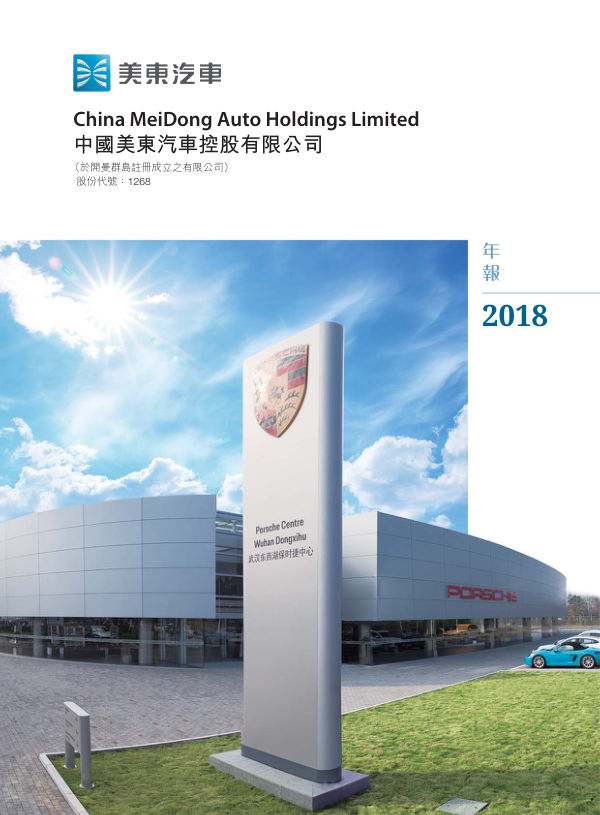 美東汽車
China MeiDong Auto Holdings Limited
中國美東汽車控股有限公司
（於開曼群島註冊成立之有限公司）
股份代號：1268
年
報
2018
PORSCHE
Porsche Centre
Wuhan Dongxihu
武汉东西湖保时捷中心
PORSCHE